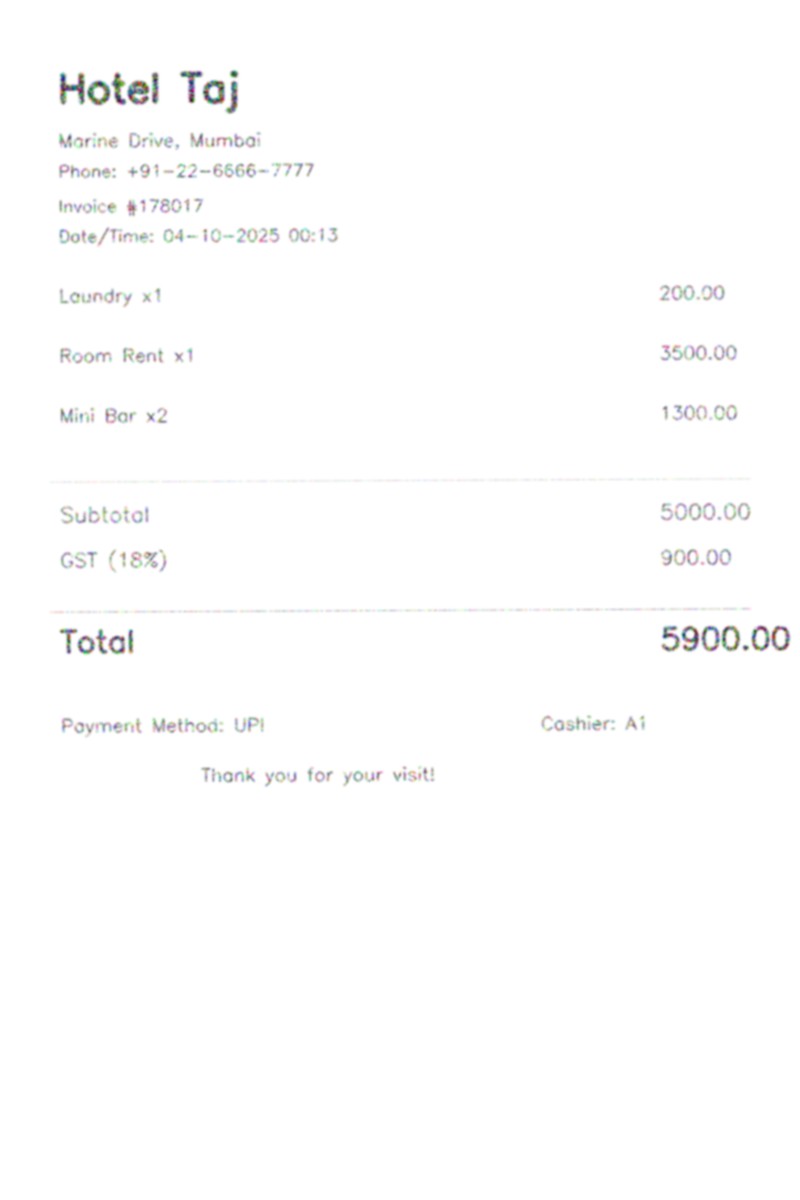 Hotel Taj
Marine Drive, Mumbai
Phone: +91-22-6666-7777
Invoice #178017
Date/Time: 04-10-2025 00:13
Laundry x1 200.00
Room Rent x1 3500.00
Mini Bar x2 1300.00
Subtotal 5000.00
GST (18%) 900.00
Total 5900.00
Payment Method: UPI Cashier: A1
Thank you for your visit!